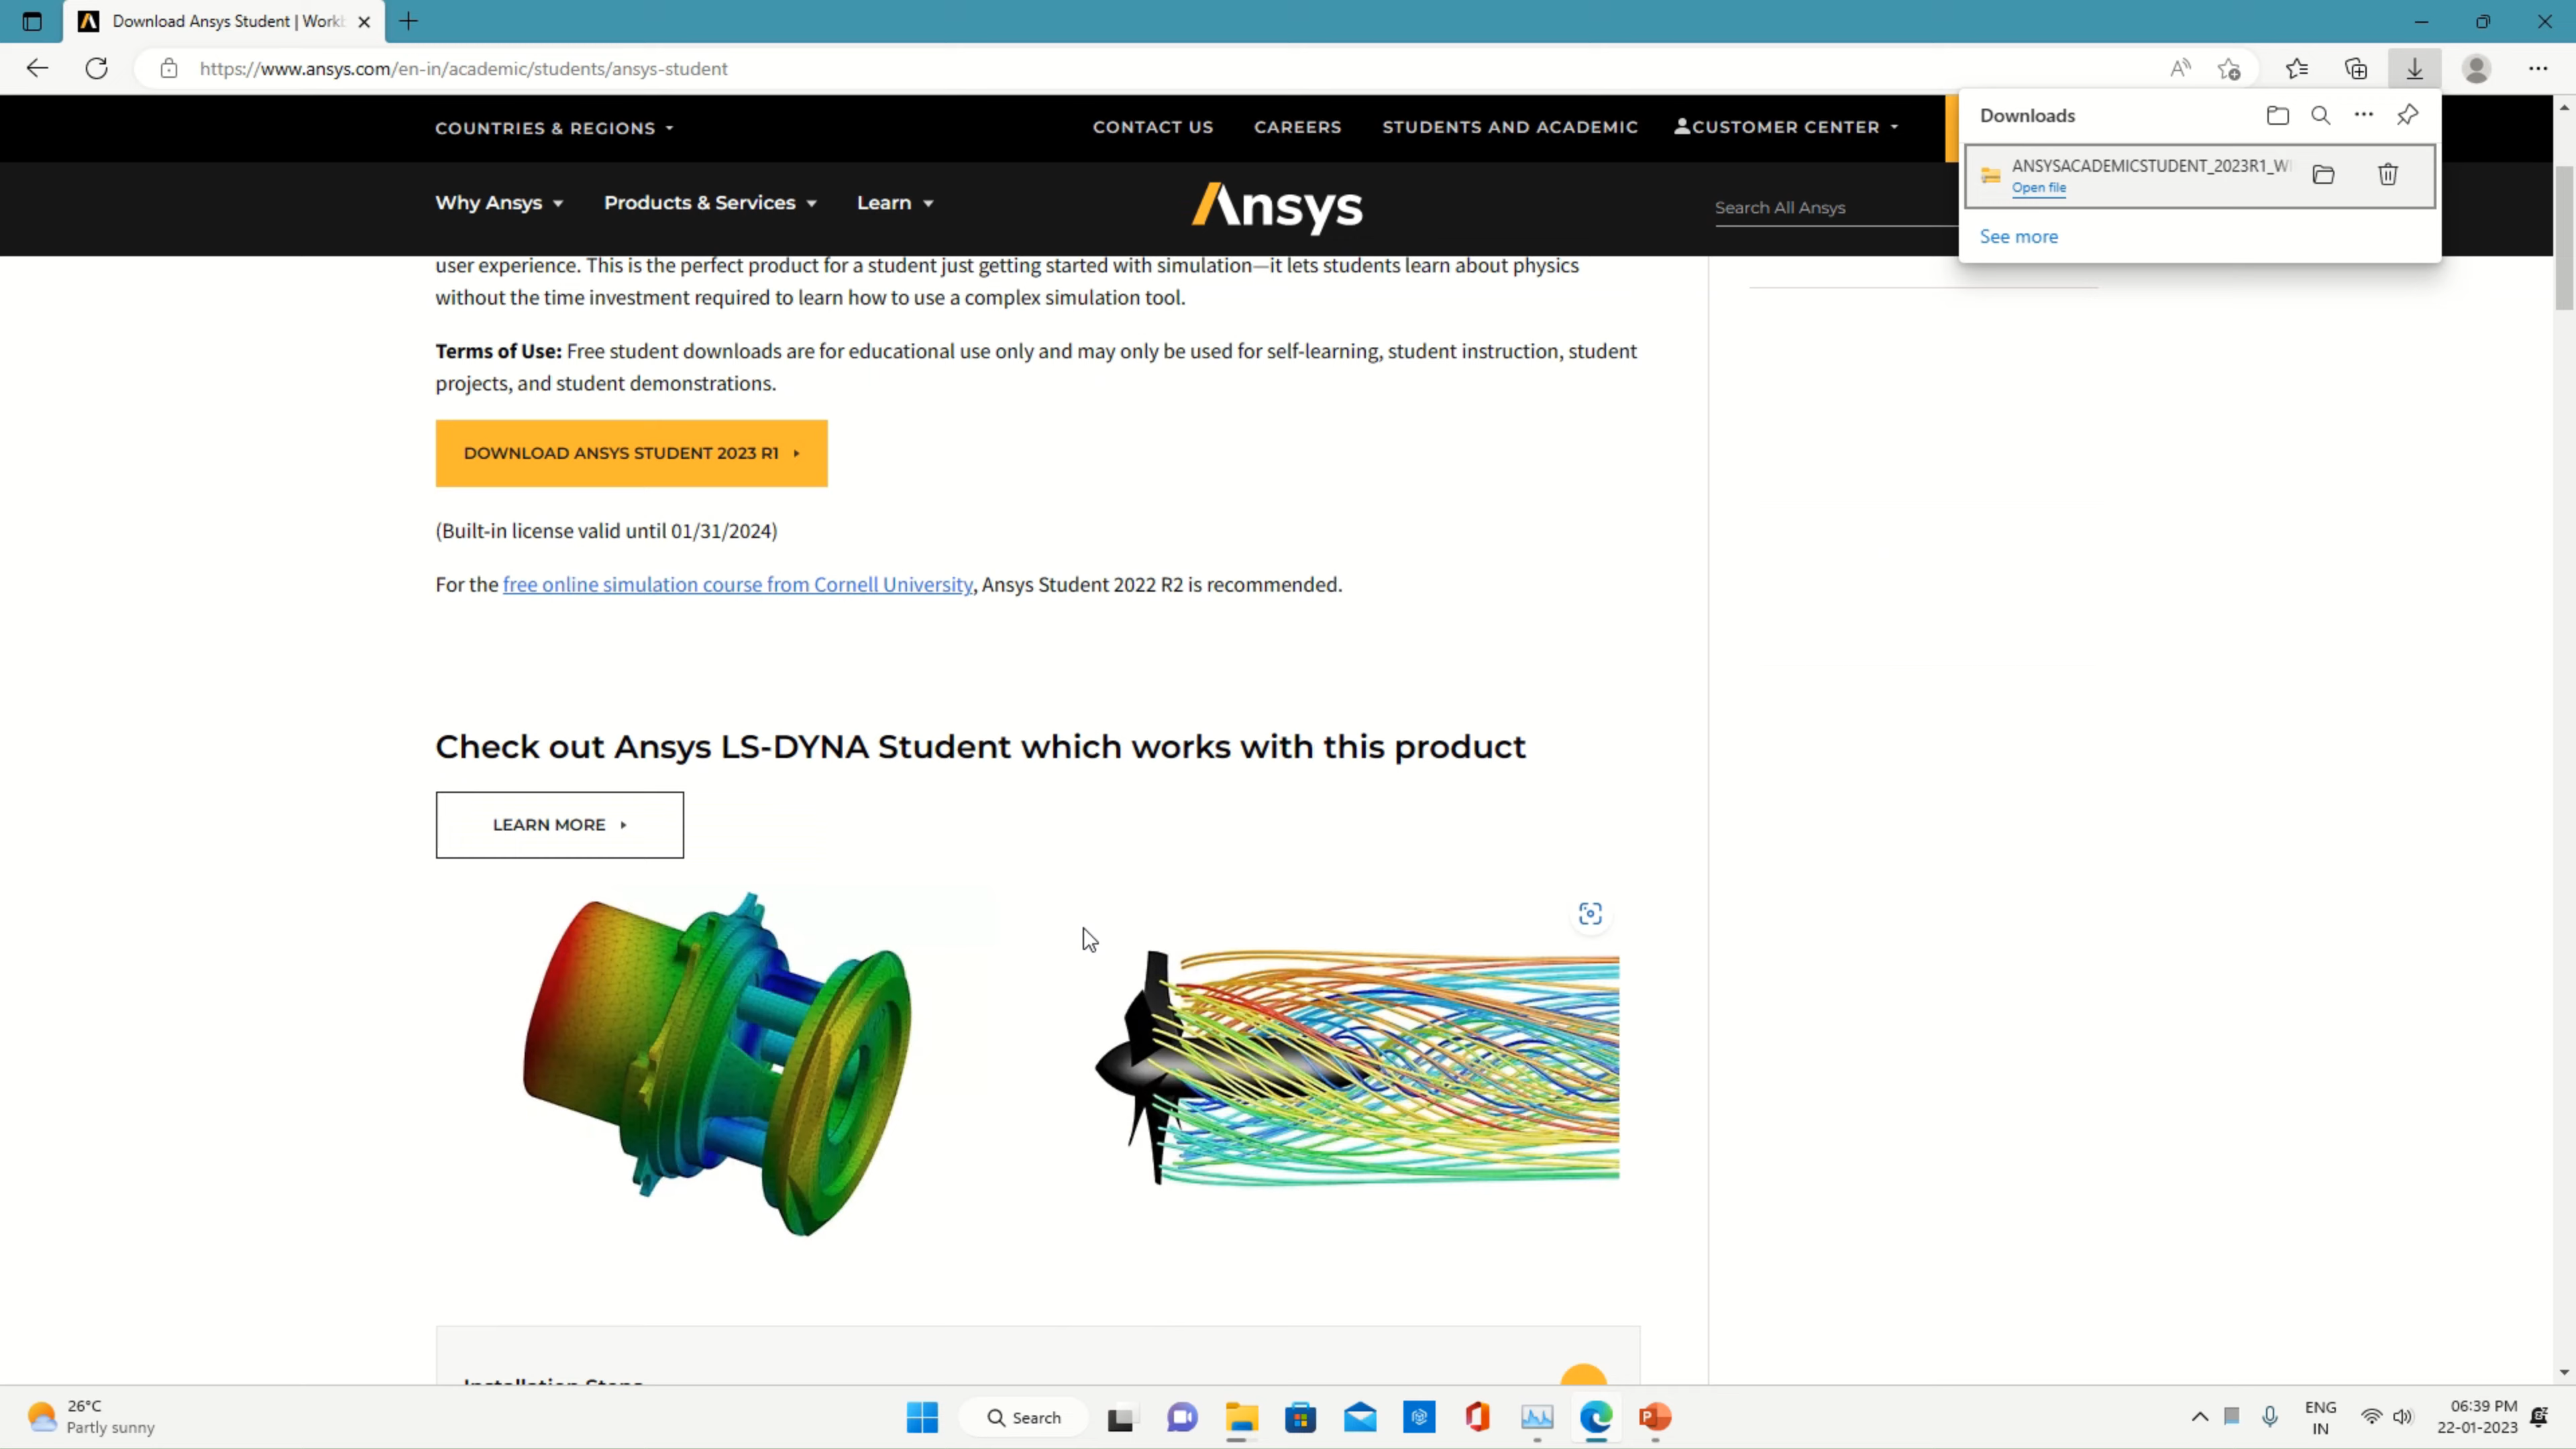 Download Ansys Student | Work
https://www.ansys.com/en-in/academic/students/ansys-student
COUNTRIES & REGIONS
CONTACT US
CAREERS
STUDENTS AND ACADEMIC
CUSTOMER CENTER
Downloads
ANSYSACADEMICSTUDENT_2023R1_WI
Open file
See more
Why Ansys
Products & Services
Learn
Ansys
Search All Ansys
user experience. This is the perfect product for a student just getting started with simulation—it lets students learn about physics
without the time investment required to learn how to use a complex simulation tool.
Terms of Use: Free student downloads are for educational use only and may only be used for self-learning, student instruction, student
projects, and student demonstrations.
DOWNLOAD ANSYS STUDENT 2023 R1
(Built-in license valid until 01/31/2024)
For the free online simulation course from Cornell University, Ansys Student 2022 R2 is recommended.
Check out Ansys LS-DYNA Student which works with this product
LEARN MORE
Installation Steps
26°C
Partly sunny
Search
ENG
IN
06:39 PM
22-01-2023